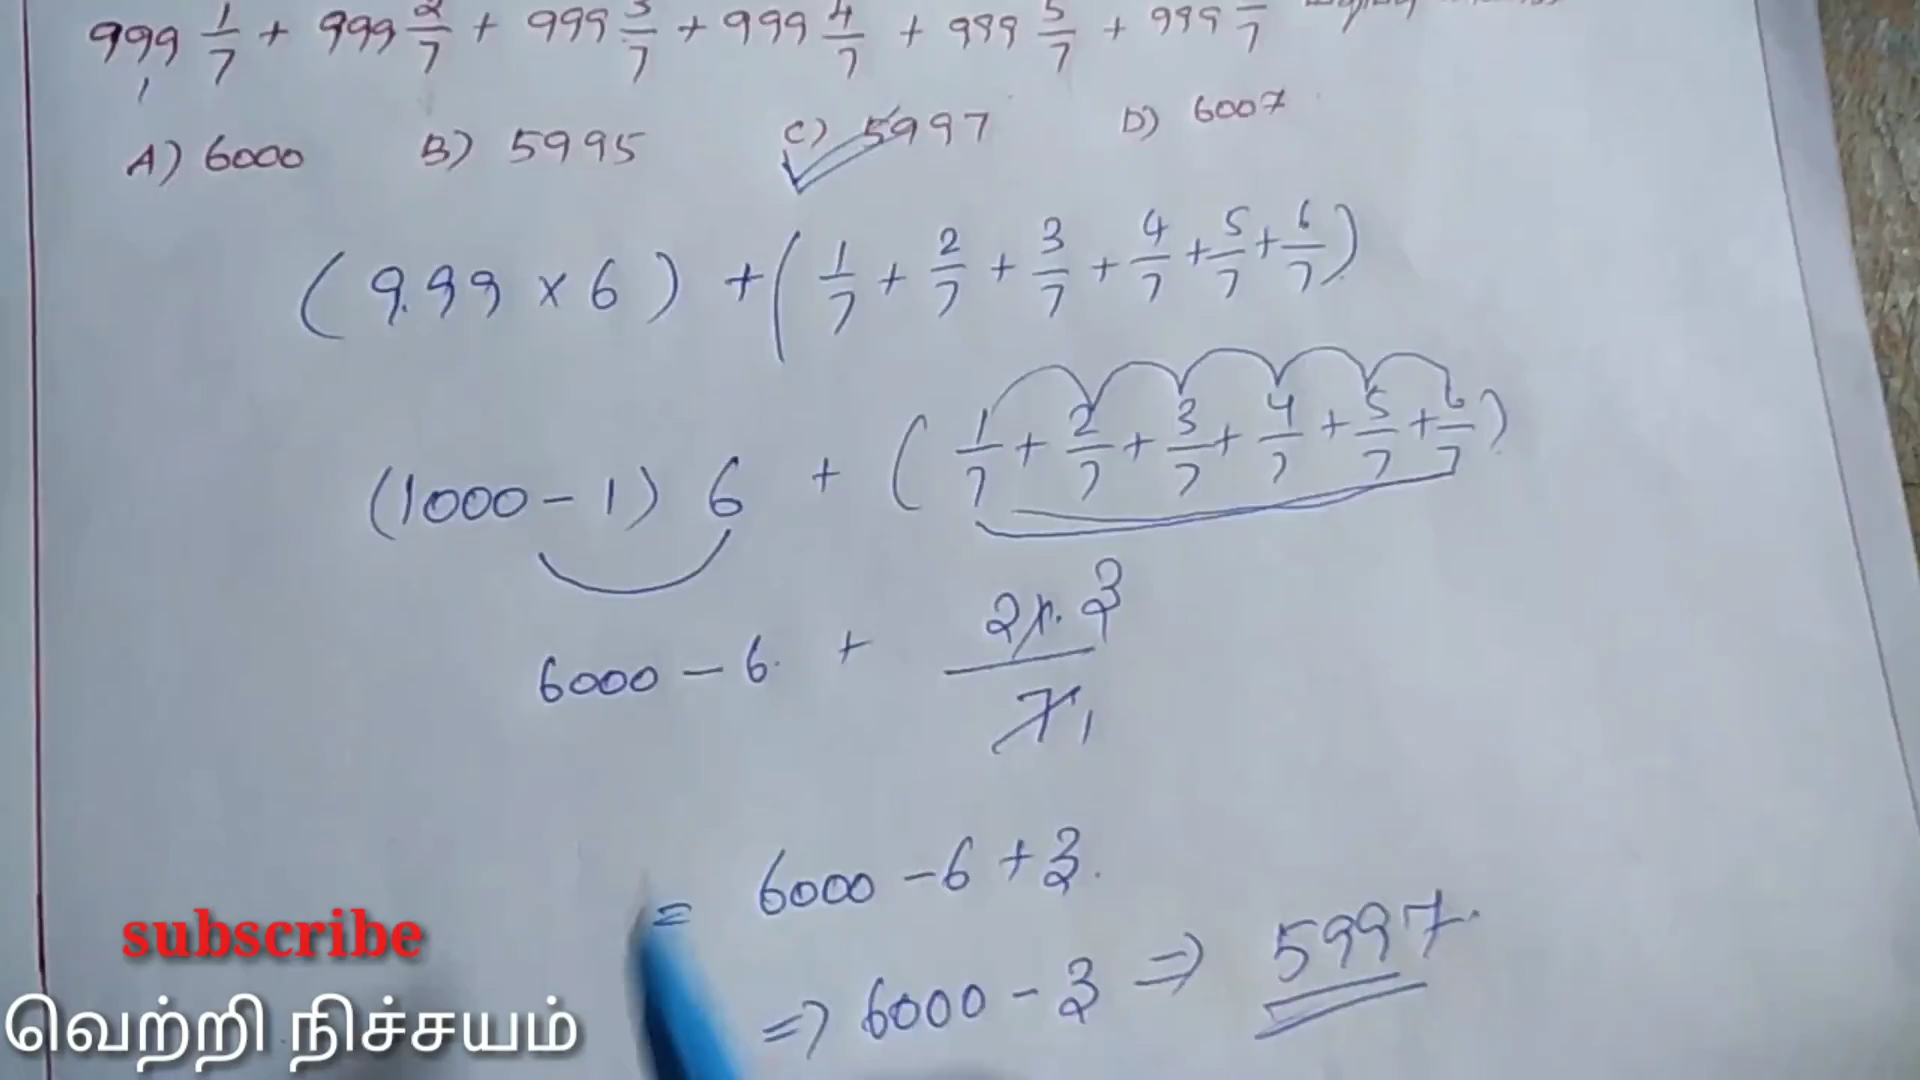 999 1/7 + 999 2/7 + 999 3/7 + 999 4/7 + 999 5/7 + 999 /7
A) 6000 B) 5995 C) 5997 D) 6007
(9.99 × 6) + (1/7 + 2/7 + 3/7 + 4/7 + 5/7 + 6/7)
(1000 - 1) 6 + (1/7 + 2/7 + 3/7 + 4/7 + 5/7 + 6/7)
6000 - 6 + 21 3/7 1
= 6000 - 6 + 3.
⇒ 6000 - 3 ⇒ 5997.
subscribe
வெற்றி நிச்சயம்